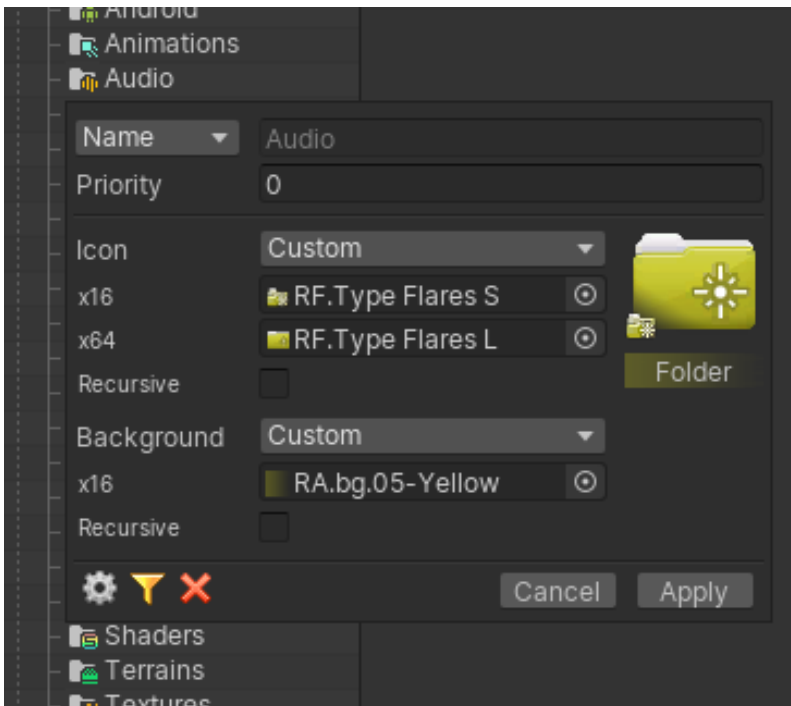 Android
Animations
Audio
Name Audio
Priority 0
Icon Custom
x16 RF.Type Flares S
x64 RF.Type Flares L
Recursive
Folder
Background Custom
x16 RA.bg.05-Yellow
Recursive
Cancel Apply
Shaders
Terrains
Textures